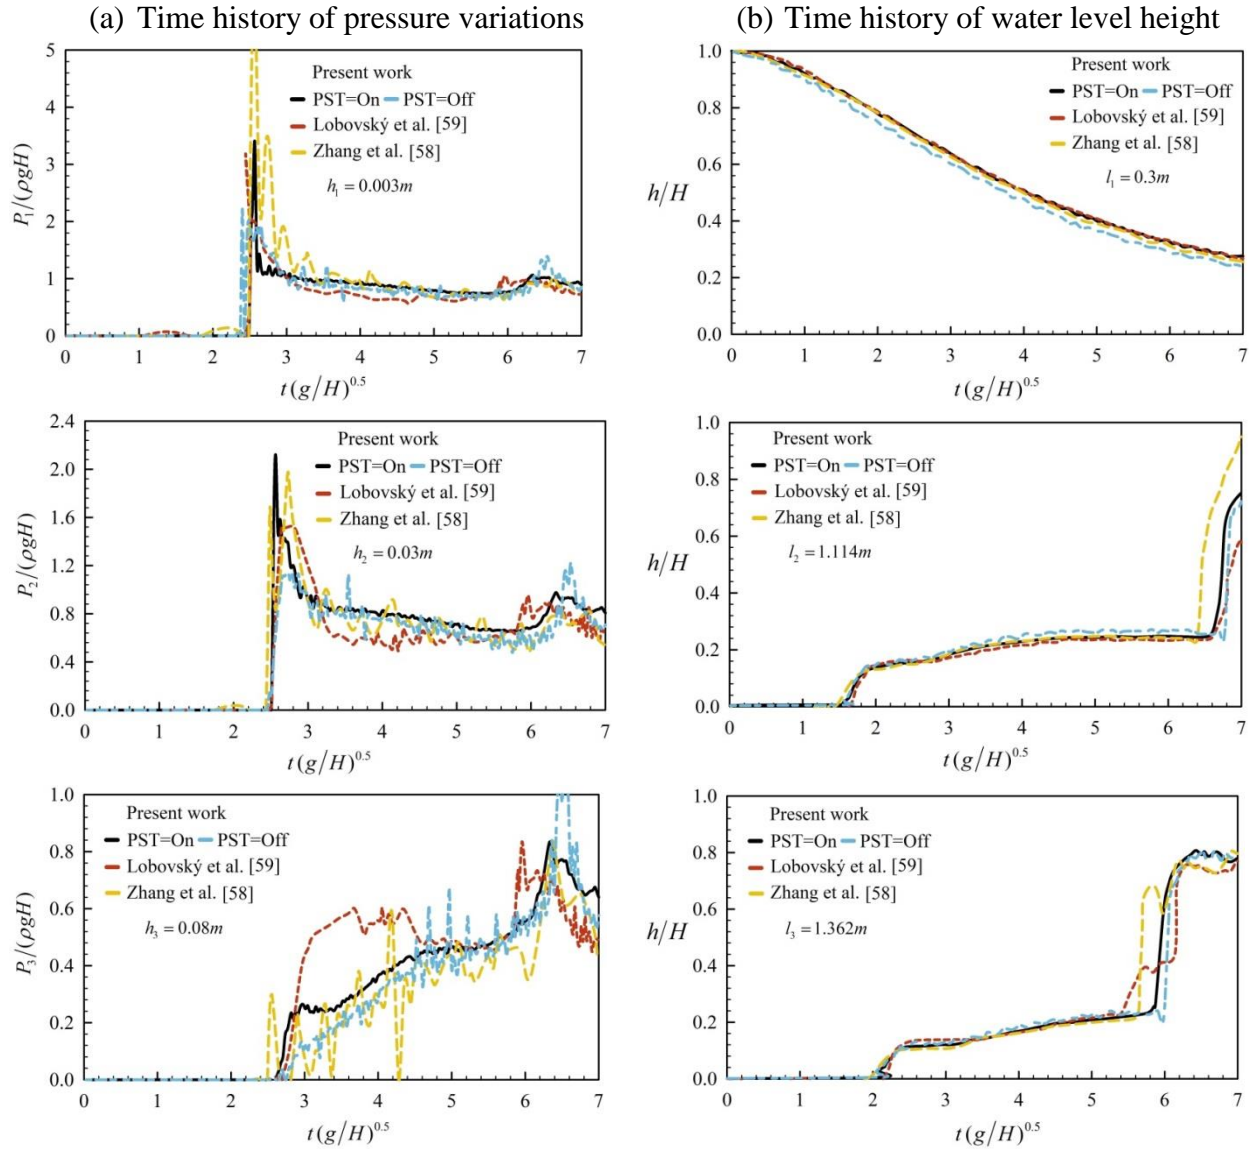 (a) Time history of pressure variations
(b) Time history of water level height
5
4
3
2
1
0
P₁/(ρgH)
Present work
PST=On PST=Off
Lobovský et al. [59]
Zhang et al. [58]
h₁ = 0.003m
0 1 2 3 4 5 6 7
t(g/H)^0.5
1.0
0.8
0.6
0.4
0.2
0.0
h/H
Present work
PST=On PST=Off
Lobovský et al. [59]
Zhang et al. [58]
l₁ = 0.3m
0 1 2 3 4 5 6 7
t(g/H)^0.5
2.4
2.0
1.6
1.2
0.8
0.4
0.0
P₂/(ρgH)
Present work
PST=On PST=Off
Lobovský et al. [59]
Zhang et al. [58]
h₂ = 0.03m
0 1 2 3 4 5 6 7
t(g/H)^0.5
1.0
0.8
0.6
0.4
0.2
0.0
h/H
Present work
PST=On PST=Off
Lobovský et al. [59]
Zhang et al. [58]
l₂ = 1.114m
0 1 2 3 4 5 6 7
t(g/H)^0.5
1.0
0.8
0.6
0.4
0.2
0.0
P₃/(ρgH)
Present work
PST=On PST=Off
Lobovský et al. [59]
Zhang et al. [58]
h₃ = 0.08m
0 1 2 3 4 5 6 7
t(g/H)^0.5
1.0
0.8
0.6
0.4
0.2
0.0
h/H
Present work
PST=On PST=Off
Lobovský et al. [59]
Zhang et al. [58]
l₃ = 1.362m
0 1 2 3 4 5 6 7
t(g/H)^0.5